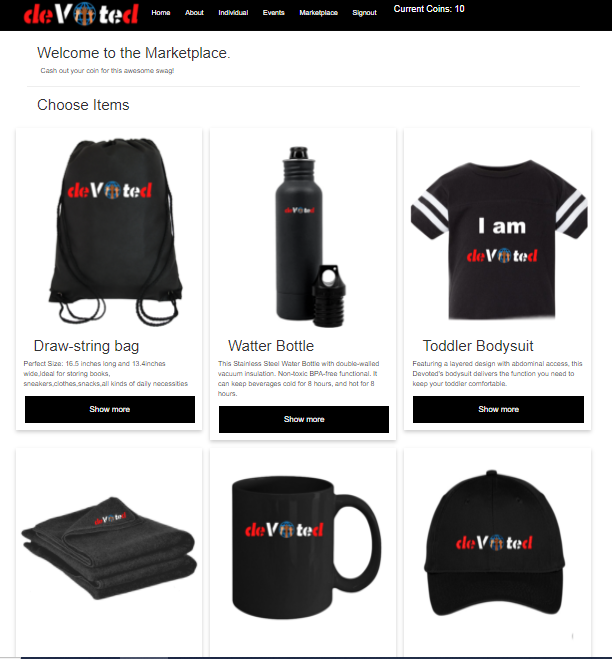 deVoted Home About Individual Events Marketplace Signout Current Coins: 10
Welcome to the Marketplace.
Cash out your coin for this awesome swag!
Choose Items
deVoted
deVoted
I am
deVoted
Draw-string bag
Perfect Size: 16.5 inches long and 13.4inches
wide,ideal for storing books,
sneakers,clothes,snacks,all kinds of daily necessities
Show more
Watter Bottle
This Stainless Steel Water Bottle with double-walled
vacuum insulation. Non-toxic BPA-free functional. It
can keep beverages cold for 8 hours, and hot for 8
hours.
Show more
Toddler Bodysuit
Featuring a layered design with abdominal access, this
Devoted's bodysuit delivers the function you need to
keep your toddler comfortable.
Show more
deVoted
deVoted
deVoted